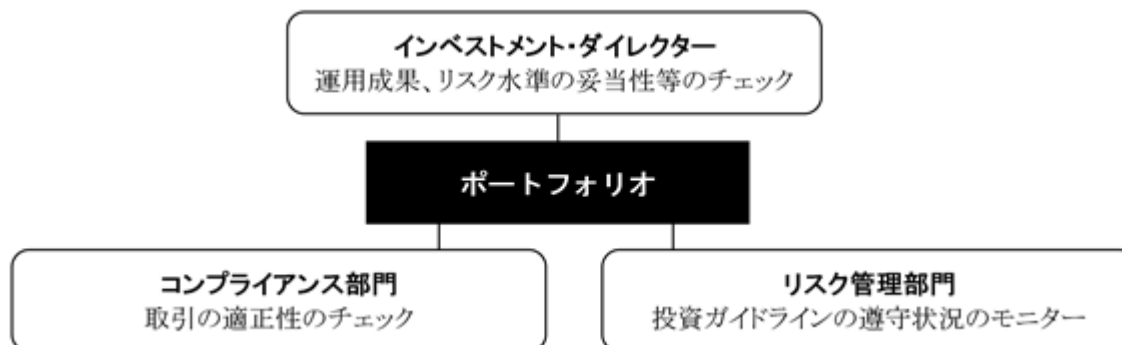 インベストメント・ダイレクター
運用成果、リスク水準の妥当性等のチェック
ポートフォリオ
コンプライアンス部門
取引の適正性のチェック
リスク管理部門
投資ガイドラインの遵守状況のモニター